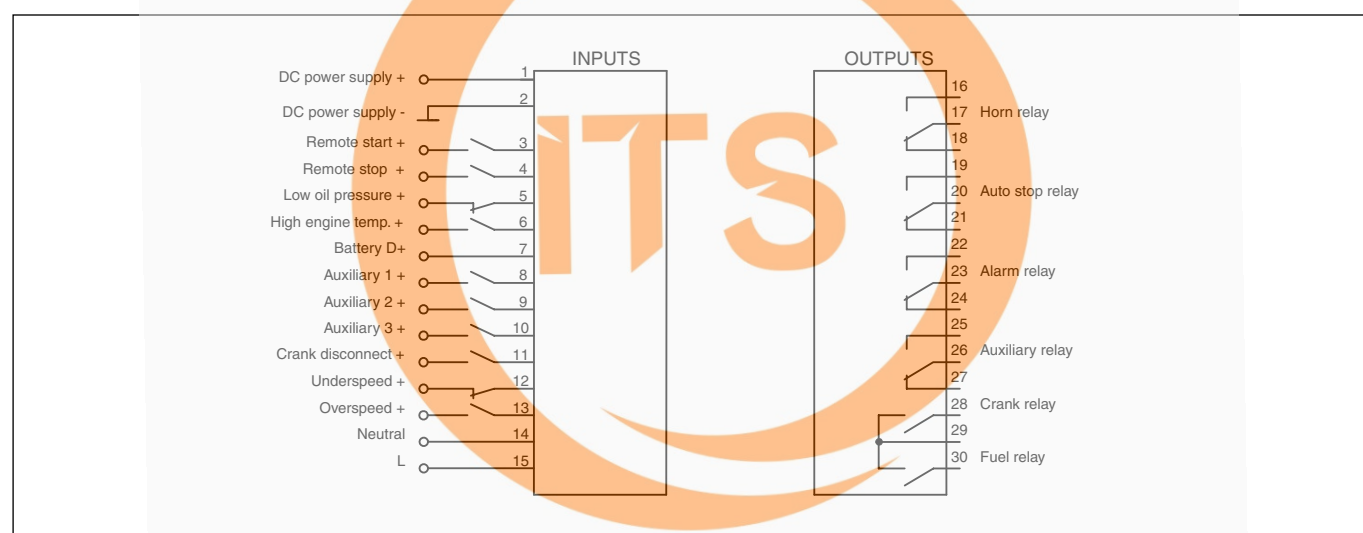 INPUTS
DC power supply + 1
DC power supply - 2
Remote start + 3
Remote stop + 4
Low oil pressure + 5
High engine temp. + 6
Battery D+ 7
Auxiliary 1 + 8
Auxiliary 2 + 9
Auxiliary 3 + 10
Crank disconnect + 11
Underspeed + 12
Overspeed + 13
Neutral 14
L 15
ITS
OUTPUTS
16
17 Horn relay
18
19
20 Auto stop relay
21
22
23 Alarm relay
24
25
26 Auxiliary relay
27
28 Crank relay
29
30 Fuel relay